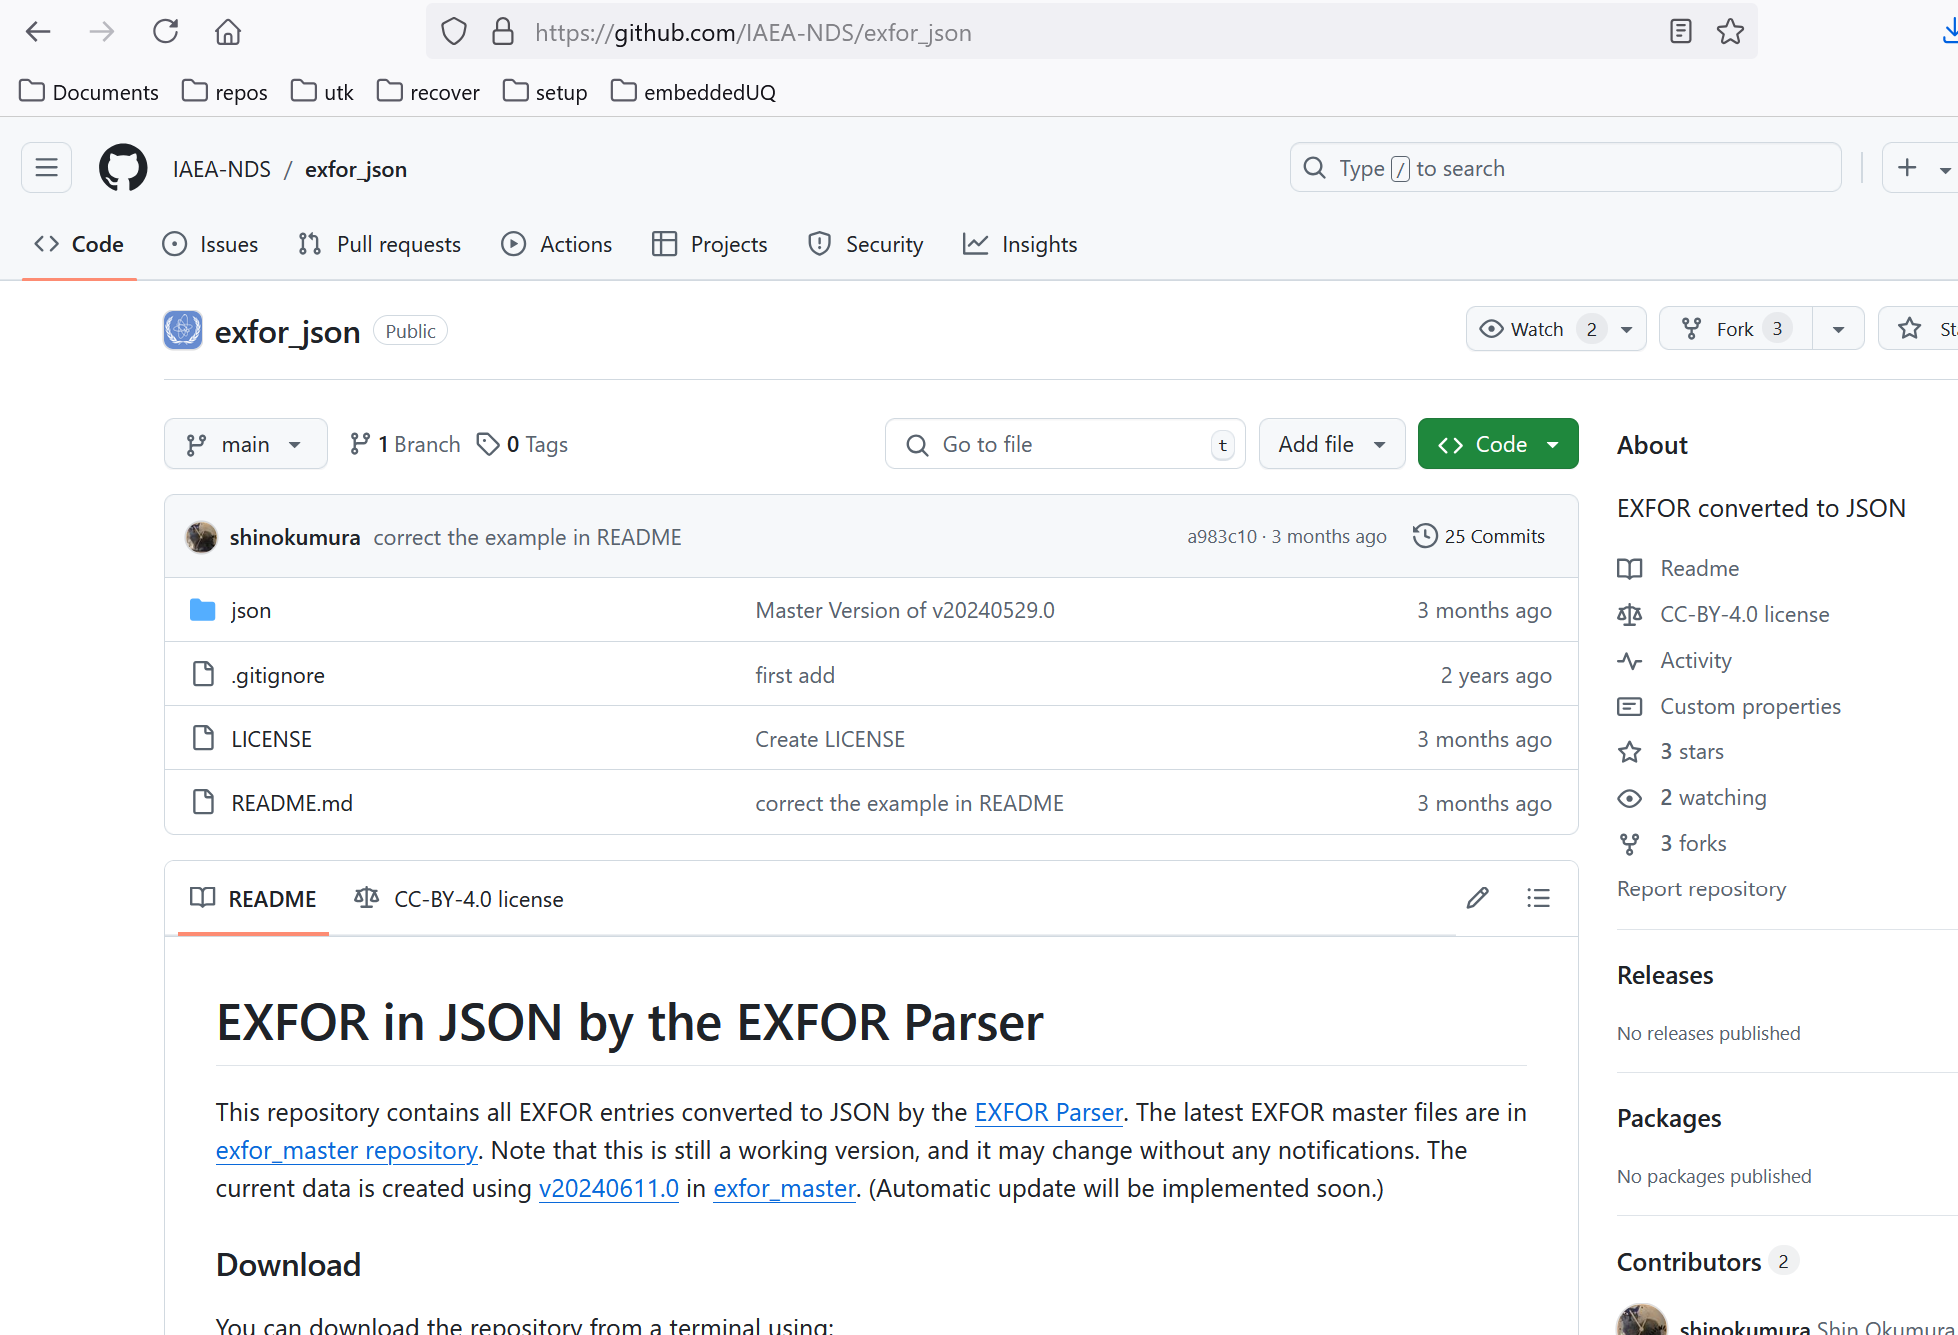 https://github.com/IAEA-NDS/exfor_json
Documents repos utk recover setup embeddedUQ
IAEA-NDS / exfor_json
Type / to search
Code Issues Pull requests Actions Projects Security Insights
exfor_json Public
Watch 2 Fork 3
main 1 Branch 0 Tags
Go to file t
Add file
Code
shinokumura correct the example in README a983c10 · 3 months ago 25 Commits
json Master Version of v20240529.0 3 months ago
.gitignore first add 2 years ago
LICENSE Create LICENSE 3 months ago
README.md correct the example in README 3 months ago
README CC-BY-4.0 license
EXFOR in JSON by the EXFOR Parser
This repository contains all EXFOR entries converted to JSON by the EXFOR Parser. The latest EXFOR master files are in
exfor_master repository. Note that this is still a working version, and it may change without any notifications. The
current data is created using v20240611.0 in exfor_master. (Automatic update will be implemented soon.)
Download
You can download the repository from a terminal using:
About
EXFOR converted to JSON
Readme
CC-BY-4.0 license
Activity
Custom properties
3 stars
2 watching
3 forks
Report repository
Releases
No releases published
Packages
No packages published
Contributors 2
shinokumura Shin Okumura